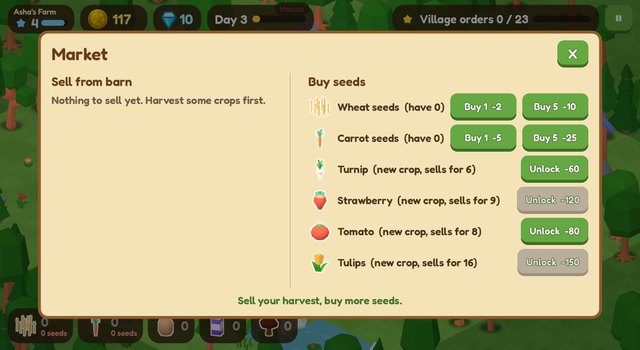 Asha's Farm
4
117
10
Day 3
House
Village orders 0 / 23
Market
X
Sell from barn
Nothing to sell yet. Harvest some crops first.
Buy seeds
Wheat seeds (have 0) Buy 1 -2 Buy 5 -10
Carrot seeds (have 0) Buy 1 -5 Buy 5 -25
Turnip (new crop, sells for 6) Unlock -60
Strawberry (new crop, sells for 9) Unlock -120
Tomato (new crop, sells for 8) Unlock -80
Tulips (new crop, sells for 16) Unlock -150
Sell your harvest, buy more seeds.
0 0 0 0 0
0 seeds 0 seeds